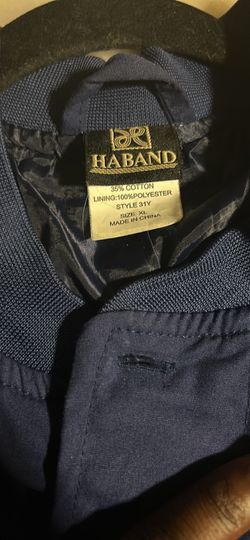 HABAND
35% COTTON
LINING:100%POLYESTER
STYLE 31Y
SIZE: XL
MADE IN CHINA